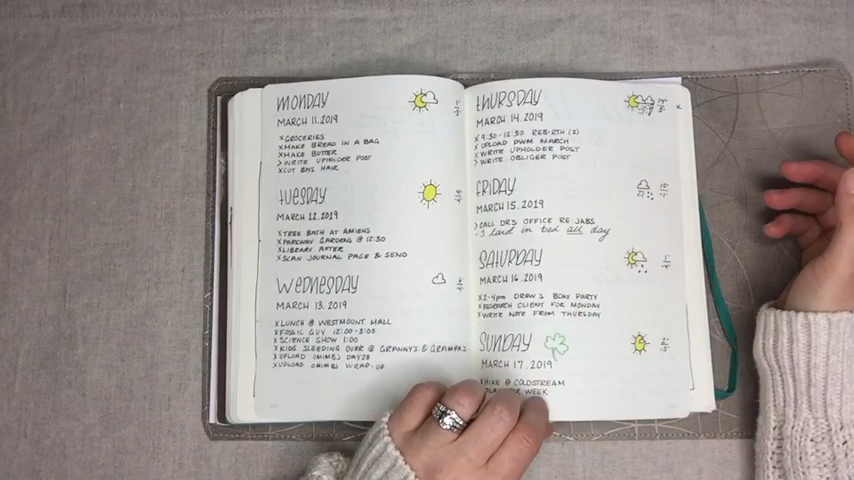 MONDAY
MARCH 11.2019
X GROCERIES
X MAKE BREAD IN A BAG
X MAKE BUTTER
> WRITE UPHOLDER POST
X CUT BOYS HAIR
TUESDAY
MARCH 12.2019
X TREE BATH AT AMIENS
X PARKWAY GARDENS @ 12:30
X LIBRARY AFTER
X SCAN JOURNAL PAGE & SEND
WEDNESDAY
MARCH 13.2019
X LUNCH @ WESTMOUNT MALL
X FOSSIL GUY 12:00-3:00
X SCIENCE SHOW 1:00
X KIDS SLEEPING OVER @ GRANNY'S & GRAMPA'S
X UPLOAD OMIMBJ DAY 28
X UPLOAD OMIMBJ WRAP-UP
THURSDAY
MARCH 14.2019
X 9:30-12:30 REBIRTH (2)
X UPLOAD PWM MARCH
X WRITE UPHOLDER POST
> WRITE OBLIGER POST
FRIDAY
MARCH 15.2019
> CALL DR'S OFFICE RE JABS
- I laid in bed all day
SATURDAY
MARCH 16.2019
X 2-4pm DREW'S BDAY PARTY
X RESEARCH CLIENT FOR MONDAY
X WRITE NOTE FROM THURSDAY
SUNDAY
MARCH 17.2019
X HIKE @ COLDSTREAM
WEEK